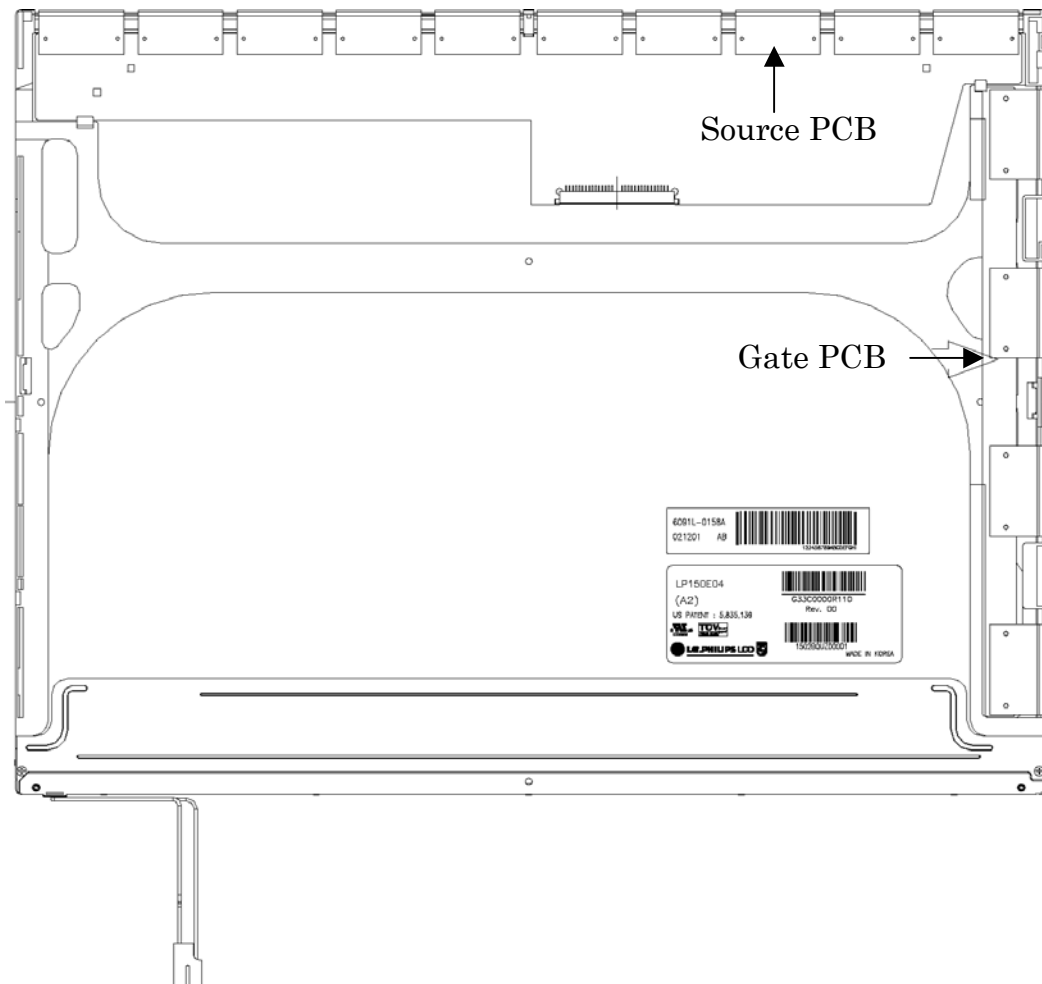 Source PCB
Gate PCB
6091L-0158A
021201 AB
LP150E04
(A2)
US PATENT : 5,835,139
G33C0000R110
Rev. 00
LG.PHILIPS LCD
MADE IN KOREA